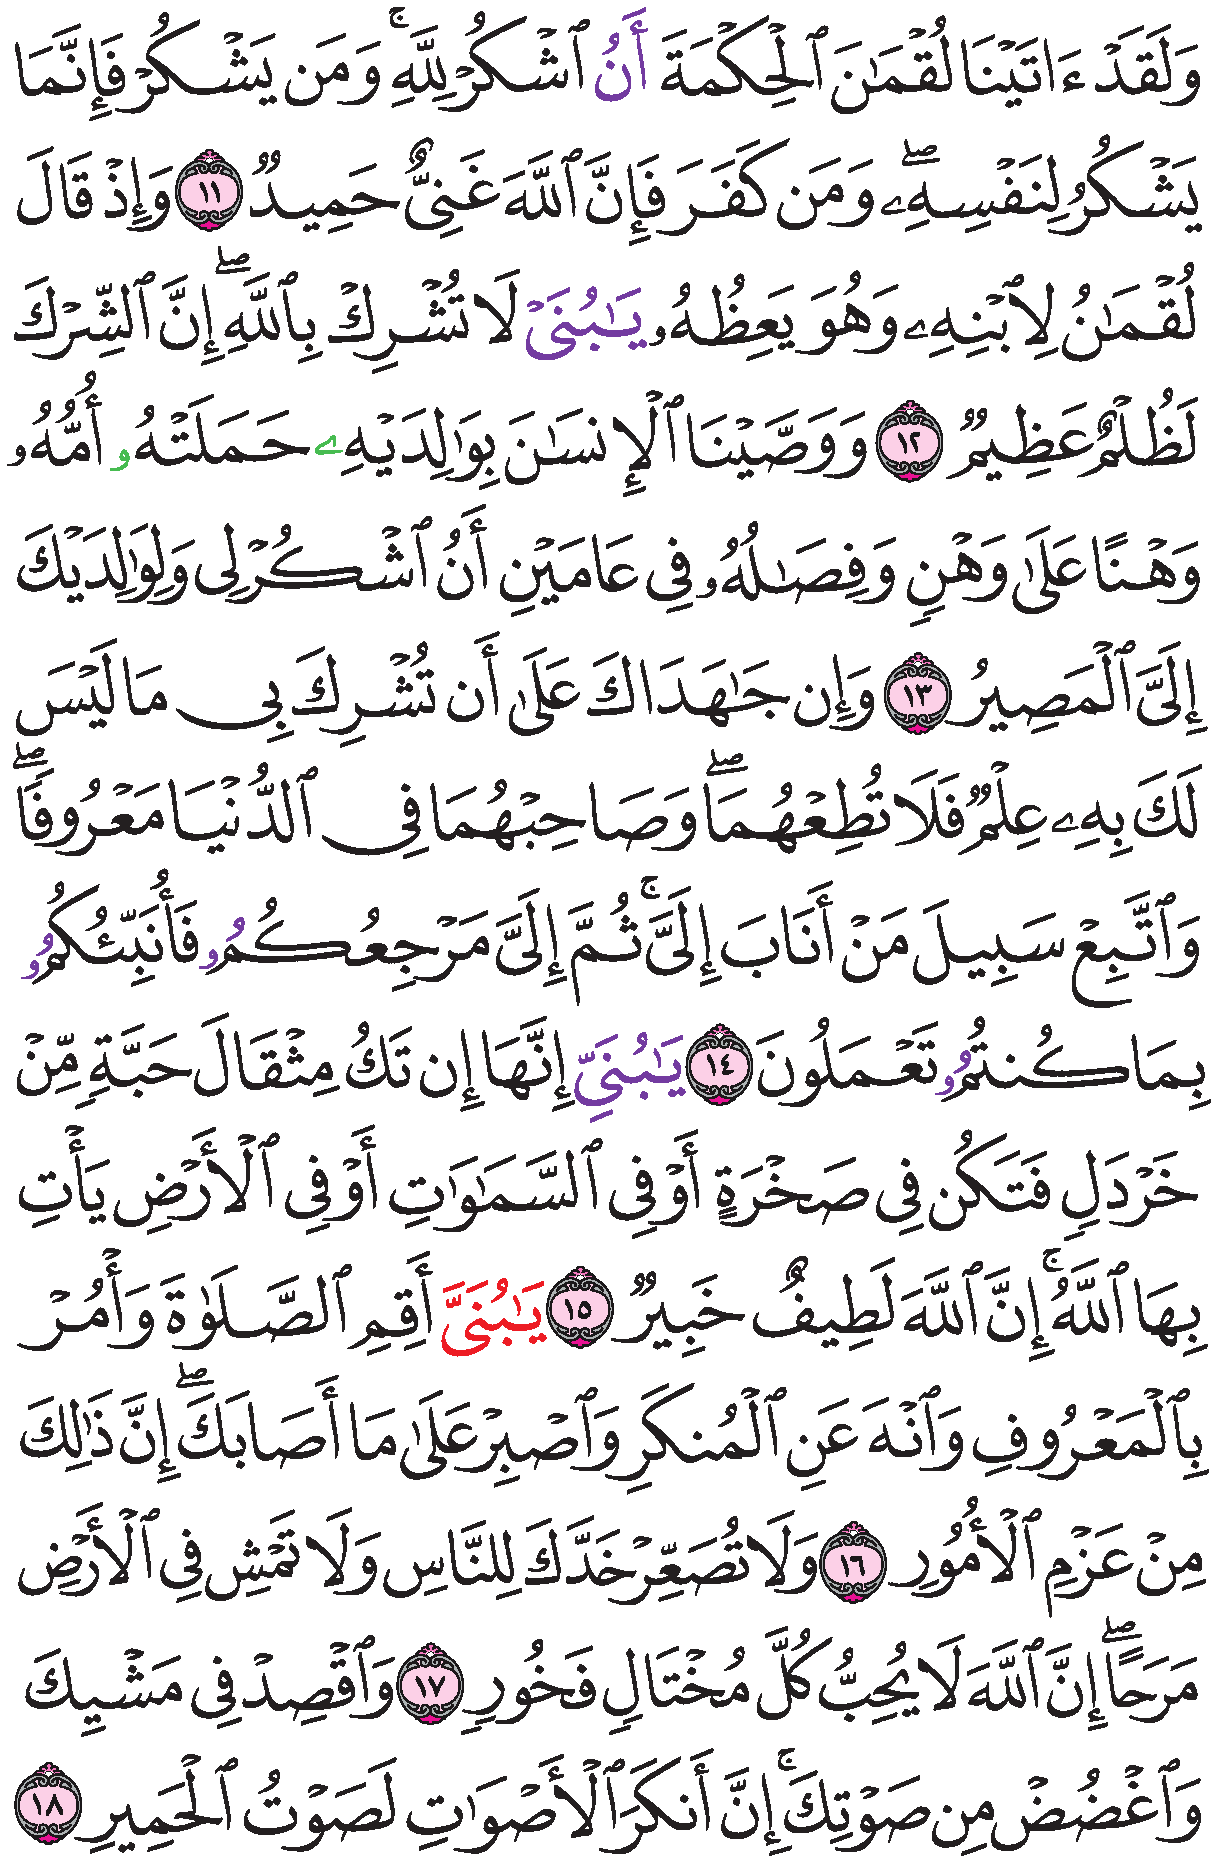 وَلَقَدۡ ءَاتَيۡنَا لُقۡمَٰنَ ٱلۡحِكۡمَةَ أَنُ ٱشۡكُرۡ لِلَّهِۚ وَمَن يَشۡكُرۡ فَإِنَّمَا
يَشۡكُرُ لِنَفۡسِهِۦۖ وَمَن كَفَرَ فَإِنَّ ٱللَّهَ غَنِيٌّ حَمِيدٞ ١١ وَإِذۡ قَالَ
لُقۡمَٰنُ لِٱبۡنِهِۦ وَهُوَ يَعِظُهُۥ يَٰبُنَيۡ لَا تُشۡرِكۡ بِٱللَّهِۖ إِنَّ ٱلشِّرۡكَ
لَظُلۡمٌ عَظِيمٞ ١٢ وَوَصَّيۡنَا ٱلۡإِنسَٰنَ بِوَٰلِدَيۡهِۦ حَمَلَتۡهُۥ أُمُّهُۥ
وَهۡنًا عَلَىٰ وَهۡنٖ وَفِصَٰلُهُۥ فِي عَامَيۡنِ أَنُ ٱشۡكُرۡ لِي وَلِوَٰلِدَيۡكَ
إِلَيَّ ٱلۡمَصِيرُ ١٣ وَإِن جَٰهَدَاكَ عَلَىٰ أَن تُشۡرِكَ بِي مَا لَيۡسَ
لَكَ بِهِۦ عِلۡمٞ فَلَا تُطِعۡهُمَاۖ وَصَاحِبۡهُمَا فِي ٱلدُّنۡيَا مَعۡرُوفٗاۖ
وَٱتَّبِعۡ سَبِيلَ مَنۡ أَنَابَ إِلَيَّۚ ثُمَّ إِلَيَّ مَرۡجِعُكُمُۥ فَأُنَبِّئُكُمُۥ
بِمَا كُنتُمُۥ تَعۡمَلُونَ ١٤ يَٰبُنَيِّ إِنَّهَا إِن تَكُ مِثۡقَالَ حَبَّةٖ مِّنۡ
خَرۡدَلٖ فَتَكُن فِي صَخۡرَةٍ أَوۡ فِي ٱلسَّمَٰوَٰتِ أَوۡ فِي ٱلۡأَرۡضِ يَأۡتِ
بِهَا ٱللَّهُۚ إِنَّ ٱللَّهَ لَطِيفٌ خَبِيرٞ ١٥ يَٰبُنَيَّ أَقِمِ ٱلصَّلَوٰةَ وَأۡمُرۡ
بِٱلۡمَعۡرُوفِ وَٱنۡهَ عَنِ ٱلۡمُنكَرِ وَٱصۡبِرۡ عَلَىٰ مَا أَصَابَكَۖ إِنَّ ذَٰلِكَ
مِنۡ عَزۡمِ ٱلۡأُمُورِ ١٦ وَلَا تُصَعِّرۡ خَدَّكَ لِلنَّاسِ وَلَا تَمۡشِ فِي ٱلۡأَرۡضِ
مَرَحًاۖ إِنَّ ٱللَّهَ لَا يُحِبُّ كُلَّ مُخۡتَالٖ فَخُورٖ ١٧ وَٱقۡصِدۡ فِي مَشۡيِكَ
وَٱغۡضُضۡ مِن صَوۡتِكَۚ إِنَّ أَنكَرَ ٱلۡأَصۡوَٰتِ لَصَوۡتُ ٱلۡحَمِيرِ ١٨